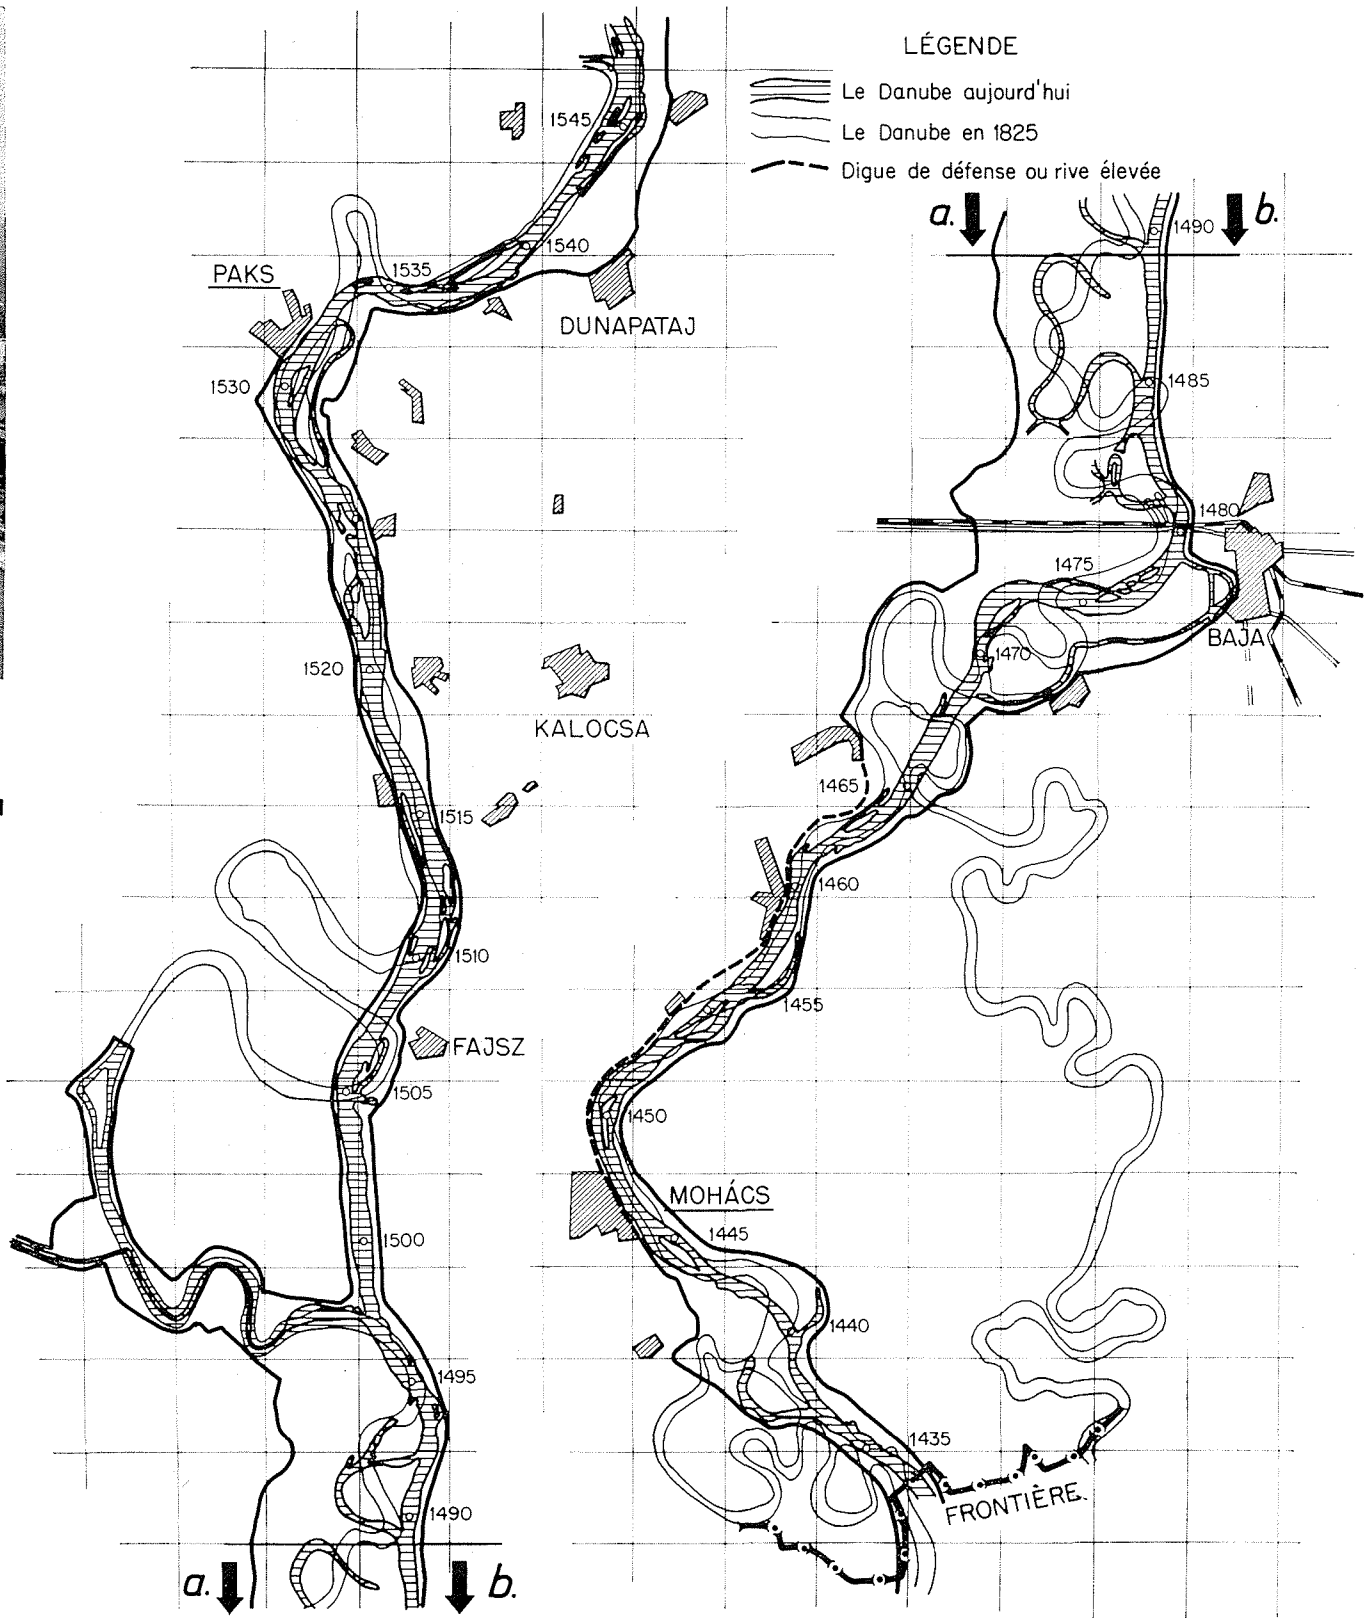 LÉGENDE
Le Danube aujourd'hui
Le Danube en 1825
Digue de défense ou rive élevée
1545
1540
1535
PAKS
DUNAPATAJ
1530
1520
KALOCSA
1515
1510
FAJSZ
1505
1500
1495
1490
a.
b.
a.
b.
1490
1485
1480
1475
BAJA
1470
1465
1460
1455
1450
MOHÁCS
1445
1440
1435
FRONTIÈRE.